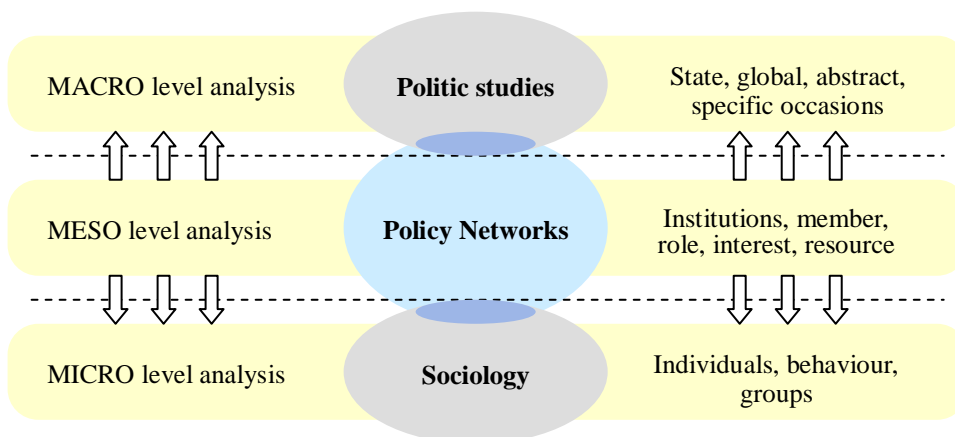 MACRO level analysis
Politic studies
State, global, abstract,
specific occasions
MESO level analysis
Policy Networks
Institutions, member,
role, interest, resource
MICRO level analysis
Sociology
Individuals, behaviour,
groups